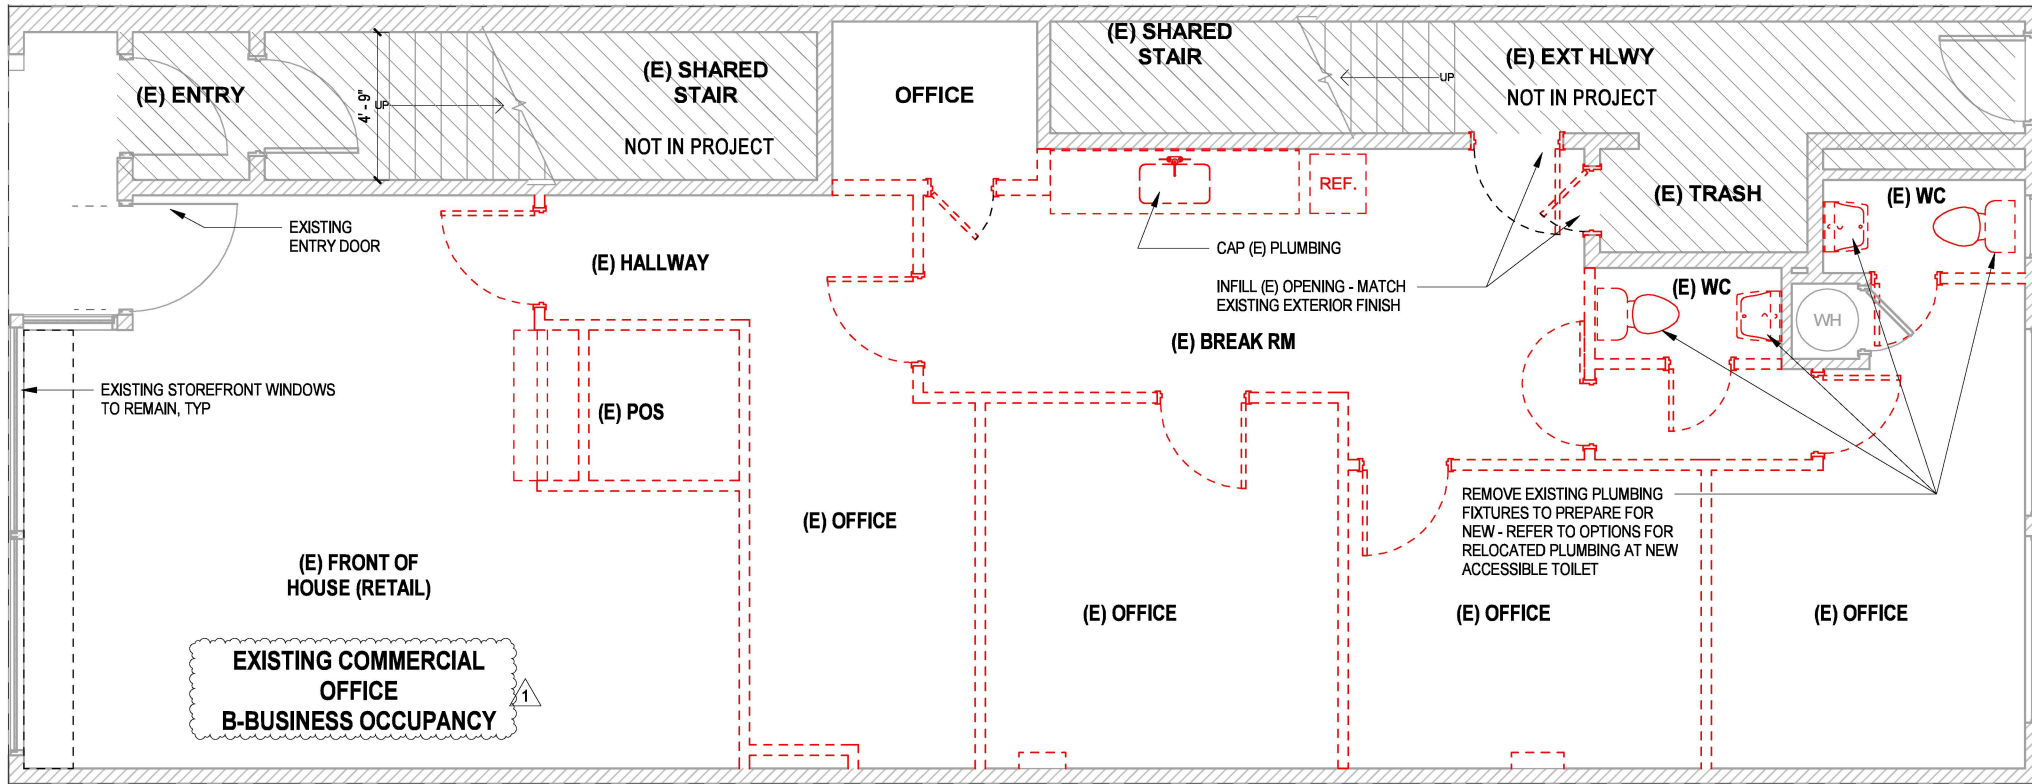 (E) ENTRY
UP
4' - 9"
(E) SHARED
STAIR
NOT IN PROJECT
OFFICE
(E) SHARED
STAIR
UP
(E) EXT HLWY
NOT IN PROJECT
REF.
(E) TRASH
(E) WC
EXISTING
ENTRY DOOR
(E) HALLWAY
CAP (E) PLUMBING
INFILL (E) OPENING - MATCH
EXISTING EXTERIOR FINISH
(E) WC
WH
(E) BREAK RM
EXISTING STOREFRONT WINDOWS
TO REMAIN, TYP
(E) POS
REMOVE EXISTING PLUMBING
FIXTURES TO PREPARE FOR
NEW - REFER TO OPTIONS FOR
RELOCATED PLUMBING AT NEW
ACCESSIBLE TOILET
(E) OFFICE
(E) FRONT OF
HOUSE (RETAIL)
(E) OFFICE
(E) OFFICE
(E) OFFICE
EXISTING COMMERCIAL
OFFICE
B-BUSINESS OCCUPANCY
1